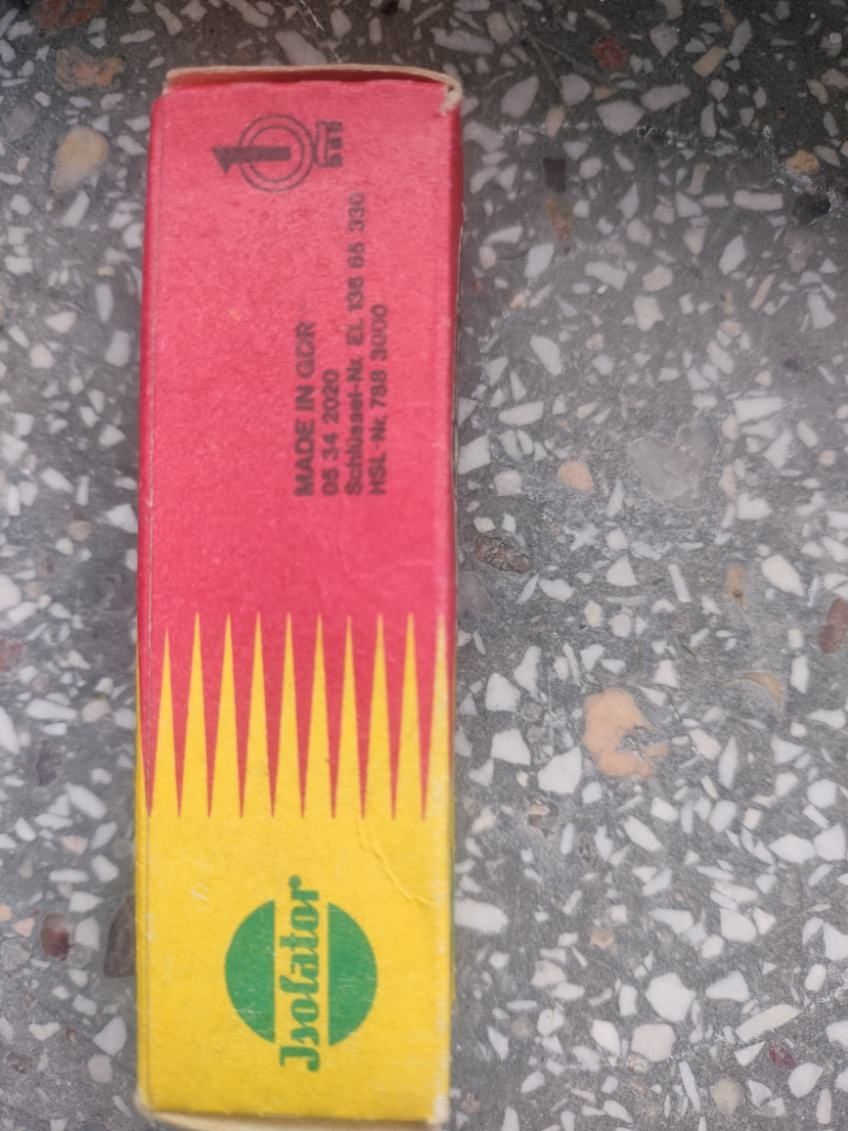 MADE IN GDR
05 34 2020
Schlüssel-Nr. EL 136 65 330
HSL-Nr. 788 3000
Isolator